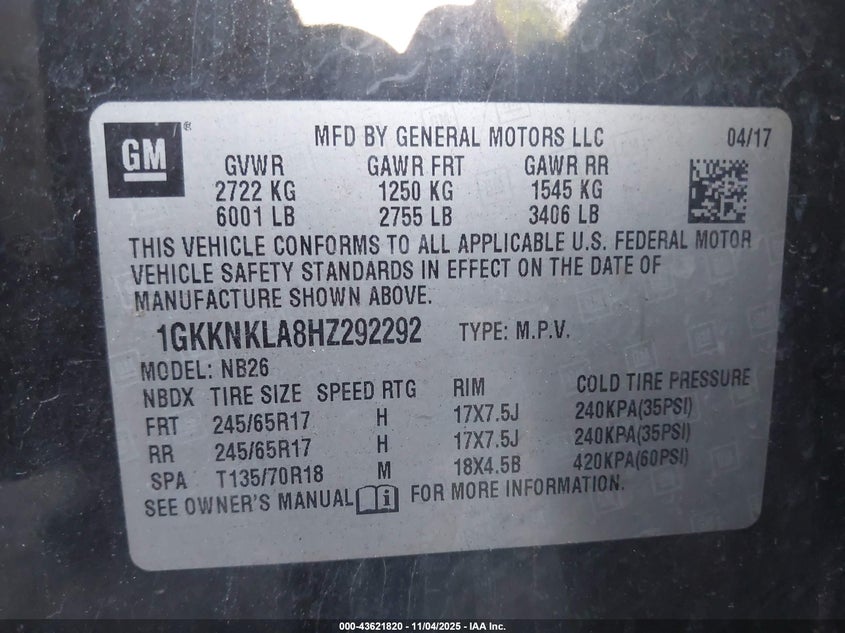 GM ®
MFD BY GENERAL MOTORS LLC 04/17
GVWR GAWR FRT GAWR RR
2722 KG 1250 KG 1545 KG
6001 LB 2755 LB 3406 LB
THIS VEHICLE CONFORMS TO ALL APPLICABLE U.S. FEDERAL MOTOR
VEHICLE SAFETY STANDARDS IN EFFECT ON THE DATE OF
MANUFACTURE SHOWN ABOVE.
1GKKNKLA8HZ292292 TYPE: M.P.V.
MODEL: NB26
NBDX TIRE SIZE SPEED RTG RIM COLD TIRE PRESSURE
FRT 245/65R17 H 17X7.5J 240KPA(35PSI)
RR 245/65R17 H 17X7.5J 240KPA(35PSI)
SPA T135/70R18 M 18X4.5B 420KPA(60PSI)
SEE OWNER'S MANUAL i FOR MORE INFORMATION.
000-43621820 - 11/04/2025 - IAA Inc.